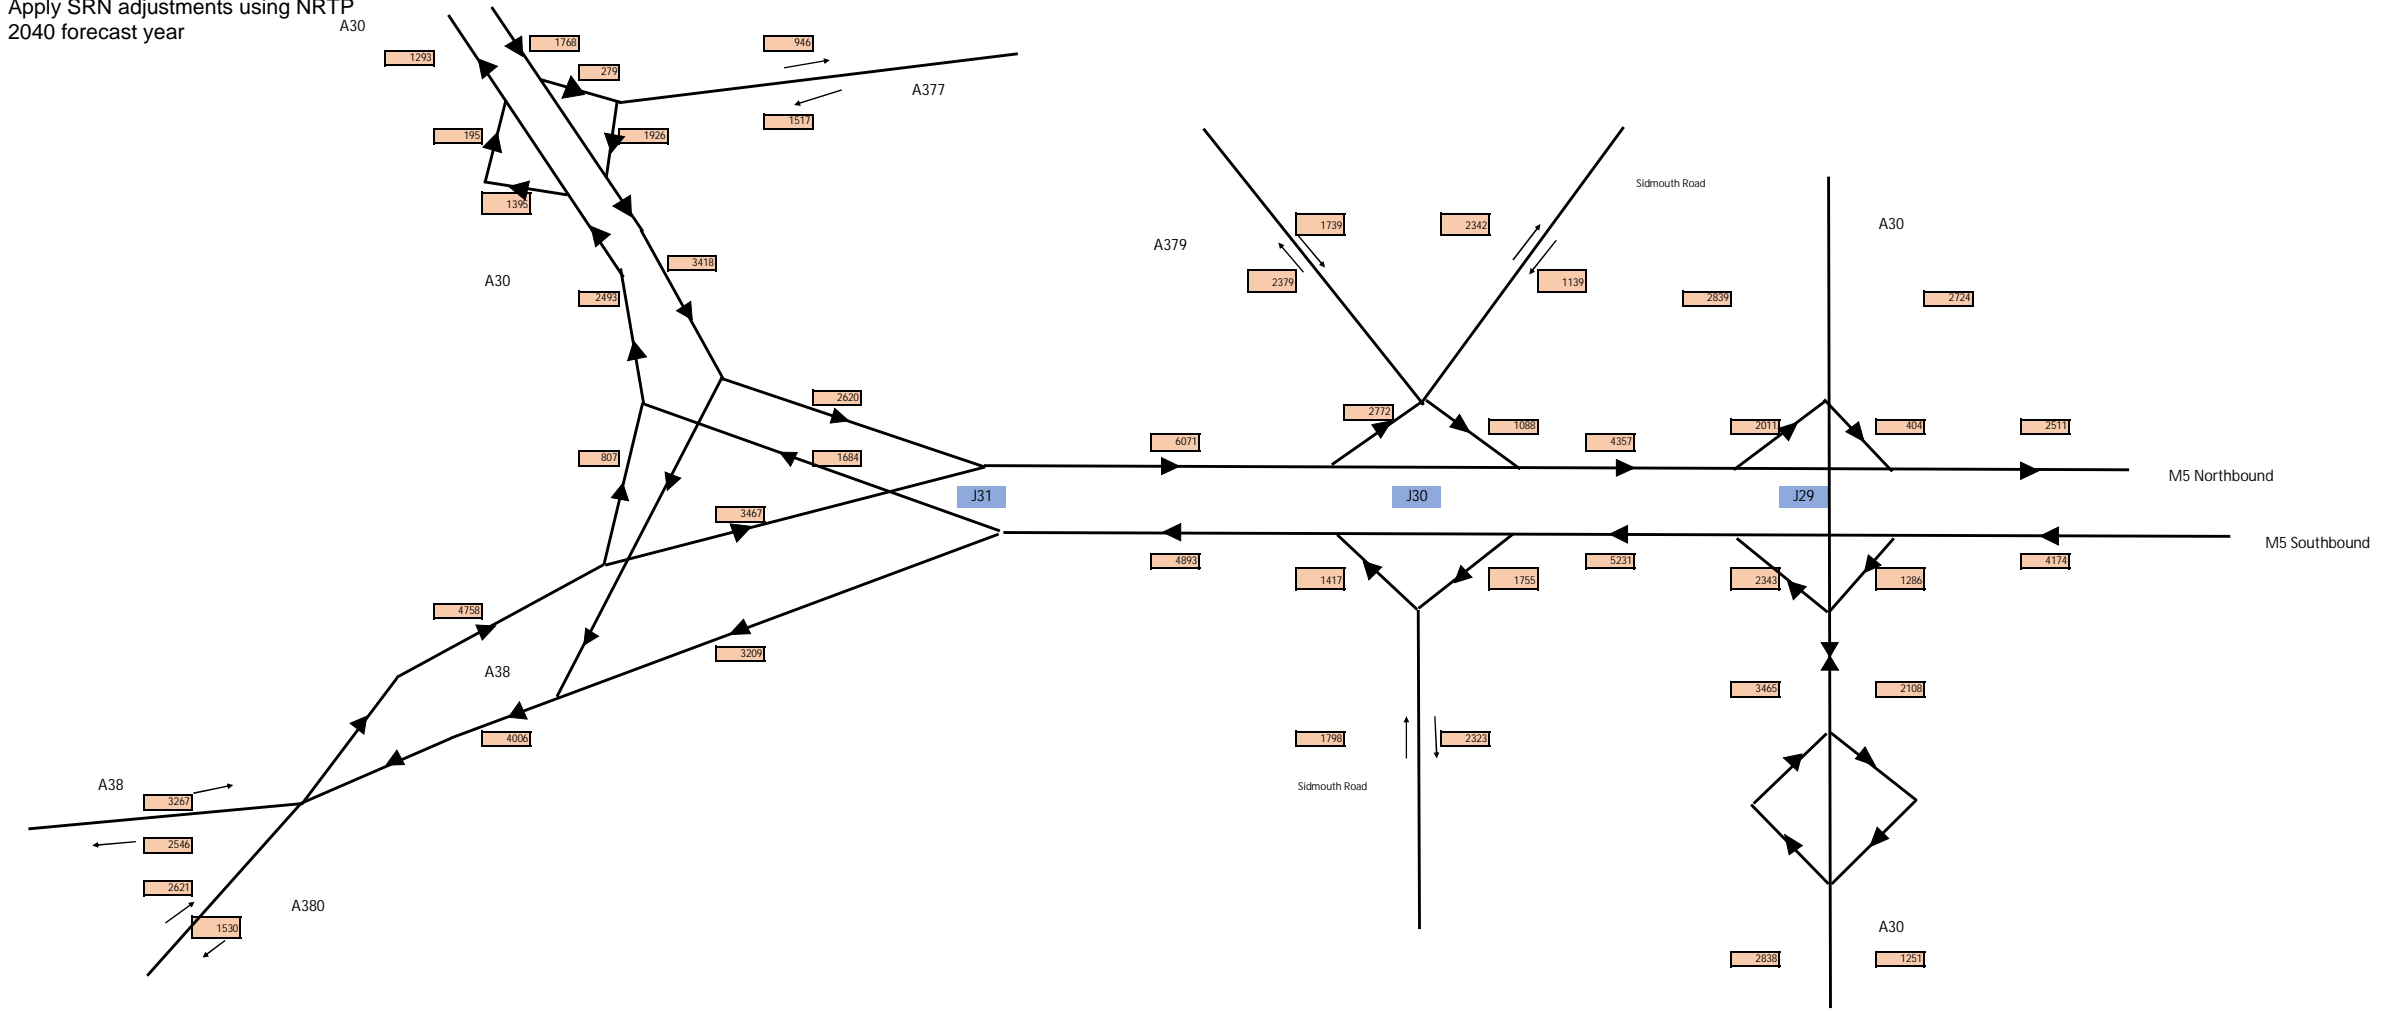 Apply SRN adjustments using NRTP
2040 forecast year
A30
1293
1768
279
946
A377
1517
195
1926
1395
A30
2493
3418
2620
807
1684
3467
J31
4758
A38
3209
4006
A38
3267
2546
2621
A380
1530
Sidmouth Road
A379
1739
2342
2379
1139
A30
2839
2724
2772
1088
6071
4357
2011
404
2511
M5 Northbound
J30
J29
M5 Southbound
4893
1417
1755
5231
2343
1286
4174
3465
2108
1798
2323
Sidmouth Road
A30
2838
1251